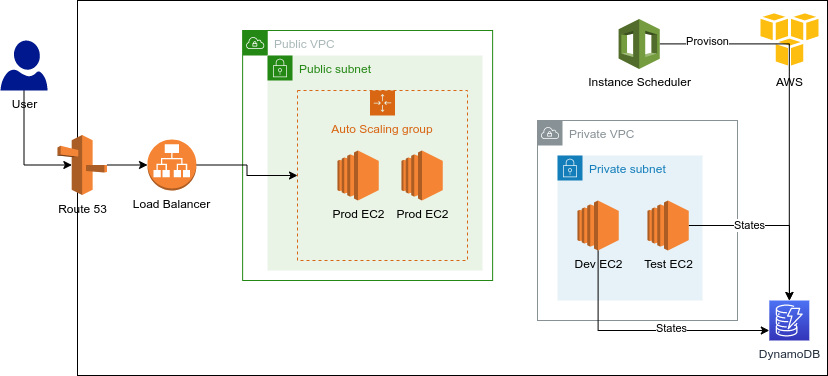 Public VPC
Provison
Public subnet
Instance Scheduler
AWS
User
Auto Scaling group
Private VPC
Private subnet
Route 53
Load Balancer
Prod EC2
Prod EC2
States
Dev EC2
Test EC2
States
DynamoDB